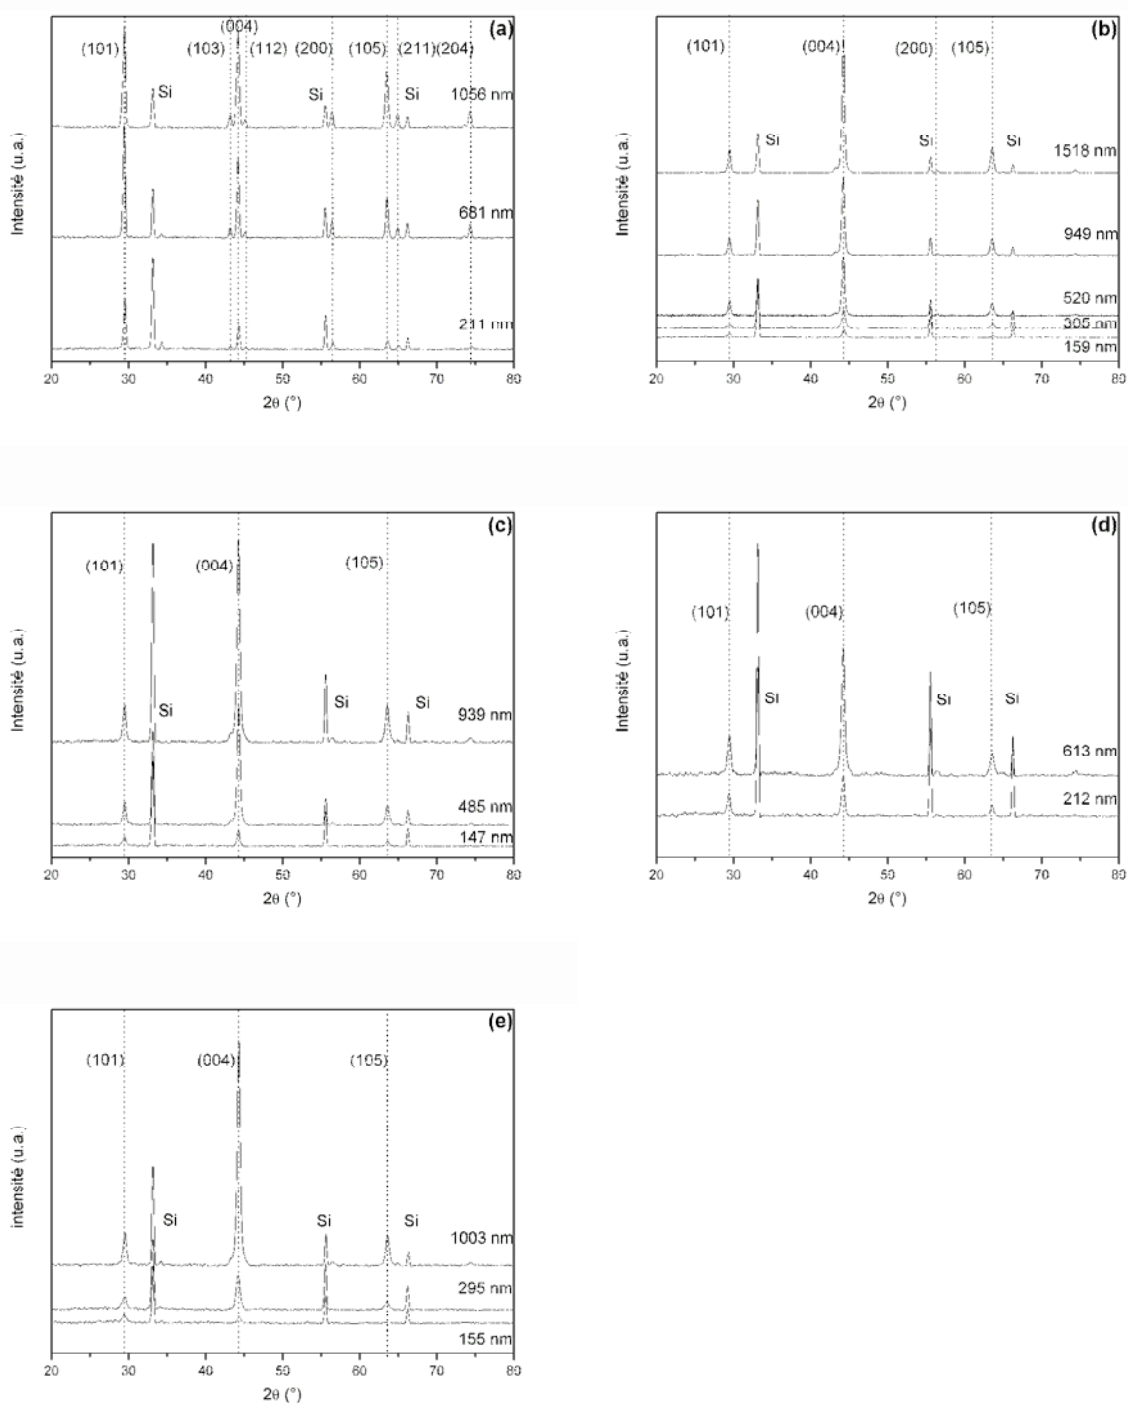 (a)
(004)
(101) (103) (112) (200) (105) (211)(204)
Si Si Si 1056 nm
681 nm
211 nm
Intensité (u.a.)
20 30 40 50 60 70 80
2θ (°)
(b)
(101) (004) (200) (105)
Si Si Si 1518 nm
949 nm
520 nm
305 nm
159 nm
Intensité (u.a.)
20 30 40 50 60 70 80
2θ (°)
(c)
(101) (004) (105)
Si Si Si 939 nm
485 nm
147 nm
Intensité (u.a.)
20 30 40 50 60 70 80
2θ (°)
(d)
(101) (004) (105)
Si Si Si
613 nm
212 nm
Intensité (u.a.)
20 30 40 50 60 70 80
2θ (°)
(e)
(101) (004) (105)
Si Si Si
1003 nm
295 nm
155 nm
intensité (u.a.)
20 30 40 50 60 70 80
2θ (°)